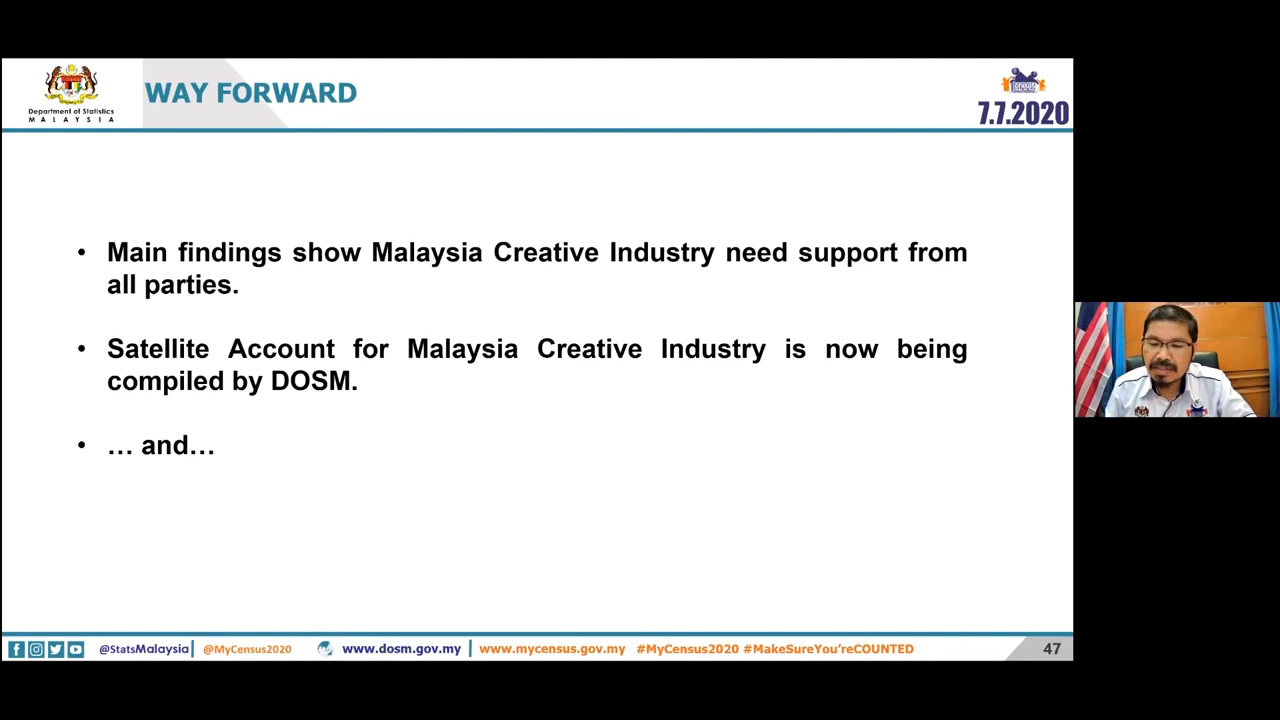 Department of Statistics
MALAYSIA
WAY FORWARD
7.7.2020
• Main findings show Malaysia Creative Industry need support from
all parties.
• Satellite Account for Malaysia Creative Industry is now being
compiled by DOSM.
• … and…
@StatsMalaysia
@MyCensus2020
www.dosm.gov.my
www.mycensus.gov.my #MyCensus2020 #MakeSureYou'reCOUNTED
47